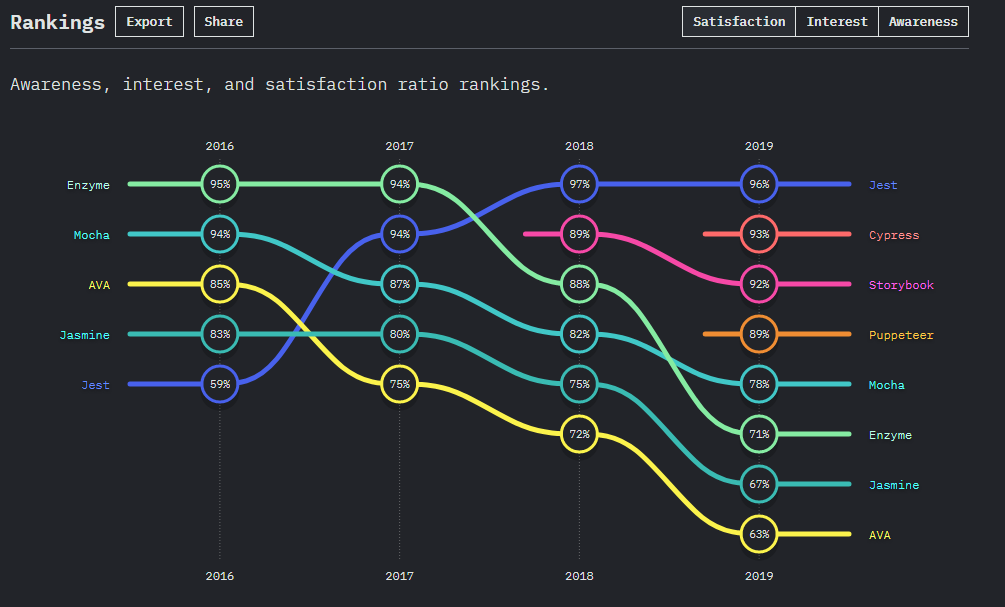 Rankings Export Share Satisfaction Interest Awareness
Awareness, interest, and satisfaction ratio rankings.
2016 2017 2018 2019
Enzyme 95% 94% 97% 96% Jest
Mocha 94% 94% 89% 93% Cypress
AVA 85% 87% 88% 92% Storybook
Jasmine 83% 80% 82% 89% Puppeteer
Jest 59% 75% 75% 78% Mocha
72% 71% Enzyme
67% Jasmine
63% AVA
2016 2017 2018 2019